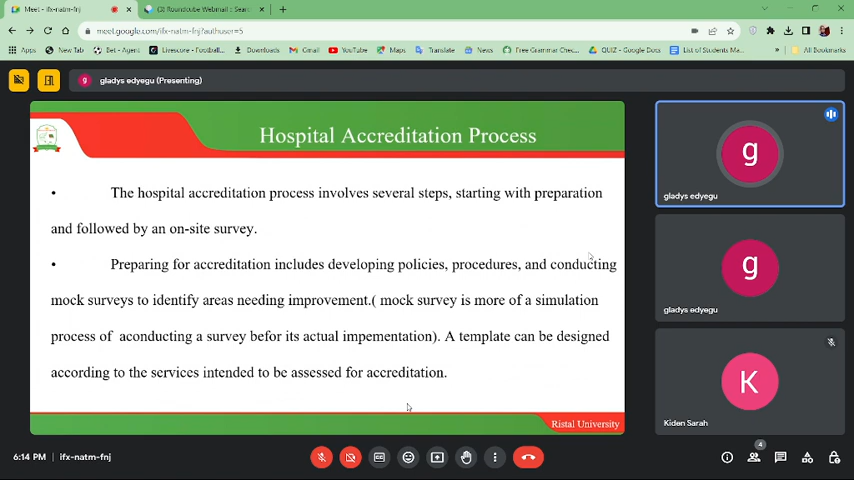 Meet - ifx-natm-fnj
Roundcube Webmail :: Sear
meet.google.com/ifx-natm-fnj?authuser=5
Apps
New Tab
Bet - Agent
Livescore - Football...
Downloads
Gmail
YouTube
Maps
Translate
News
Free Grammar Chec...
QUIZ - Google Docs
List of Students Ma...
»
All Bookmarks
g
gladys edyegu (Presenting)
Hospital Accreditation Process
• The hospital accreditation process involves several steps, starting with preparation
and followed by an on-site survey.
• Preparing for accreditation includes developing policies, procedures, and conducting
mock surveys to identify areas needing improvement.( mock survey is more of a simulation
process of aconducting a survey befor its actual impementation). A template can be designed
according to the services intended to be assessed for accreditation.
Ristal University
g
gladys edyegu
g
gladys edyegu
K
Kiden Sarah
6:14 PM | ifx-natm-fnj
4